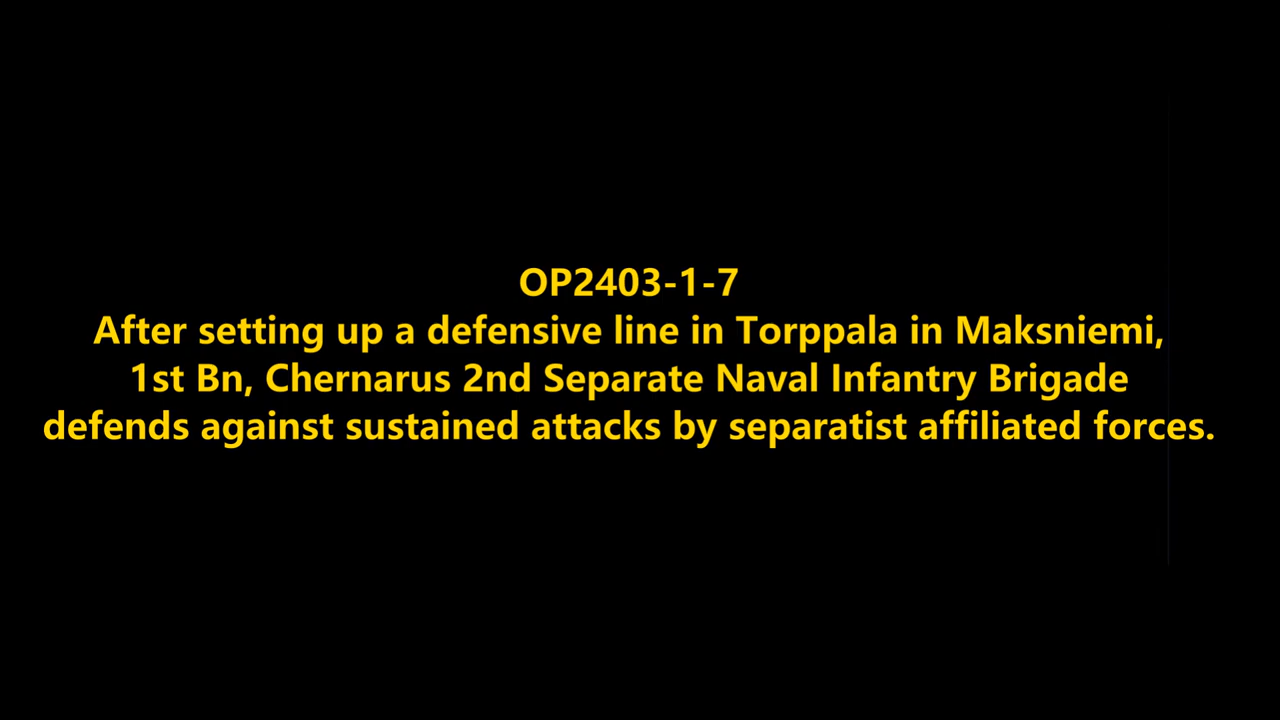 OP2403-1-7
After setting up a defensive line in Torppala in Maksniemi,
1st Bn, Chernarus 2nd Separate Naval Infantry Brigade
defends against sustained attacks by separatist affiliated forces.